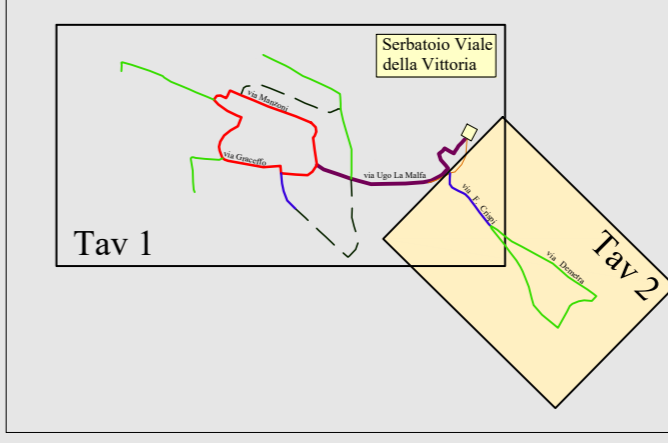 Serbatoio Viale
della Vittoria
via Manzoni
via Graceffo
via Ugo La Malfa
via F. Crispi
via Demetra
Tav 1
Tav 2